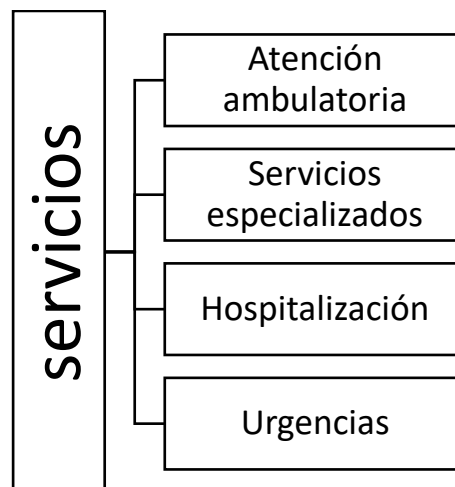 servicios
Atención
ambulatoria
Servicios
especializados
Hospitalización
Urgencias